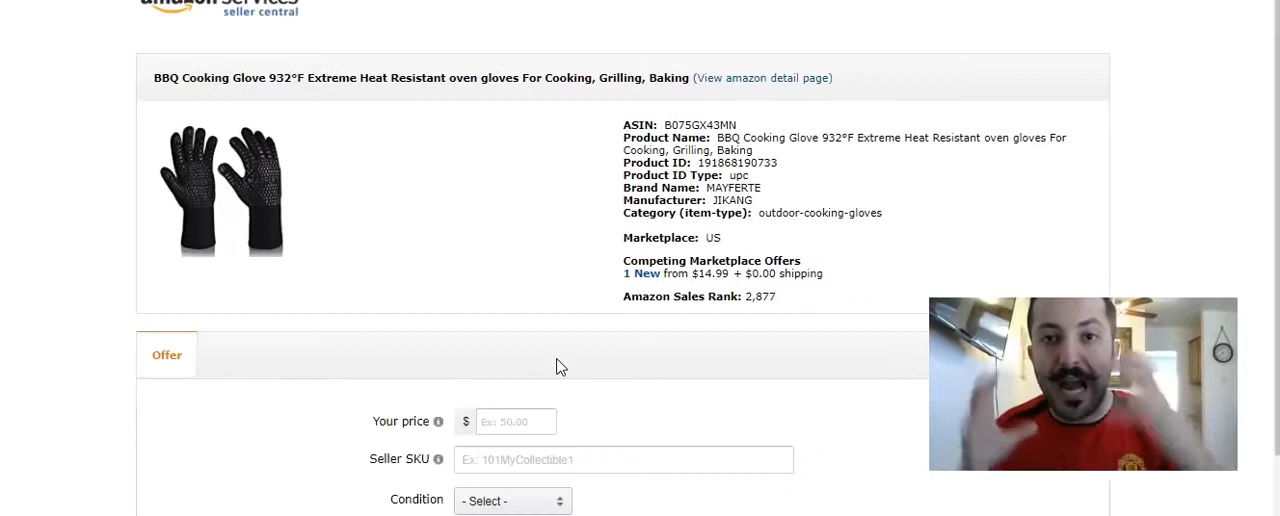 amazon services
seller central
BBQ Cooking Glove 932°F Extreme Heat Resistant oven gloves For Cooking, Grilling, Baking (View amazon detail page)
ASIN: B075GX43MN
Product Name: BBQ Cooking Glove 932°F Extreme Heat Resistant oven gloves For
Cooking, Grilling, Baking
Product ID: 191868190733
Product ID Type: upc
Brand Name: MAYFERTE
Manufacturer: JIKANG
Category (item-type): outdoor-cooking-gloves
Marketplace: US
Competing Marketplace Offers
1 New from $14.99 + $0.00 shipping
Amazon Sales Rank: 2,877
Offer
Your price $ Ex: 50.00
Seller SKU Ex: 101MyCollectible1
Condition - Select -